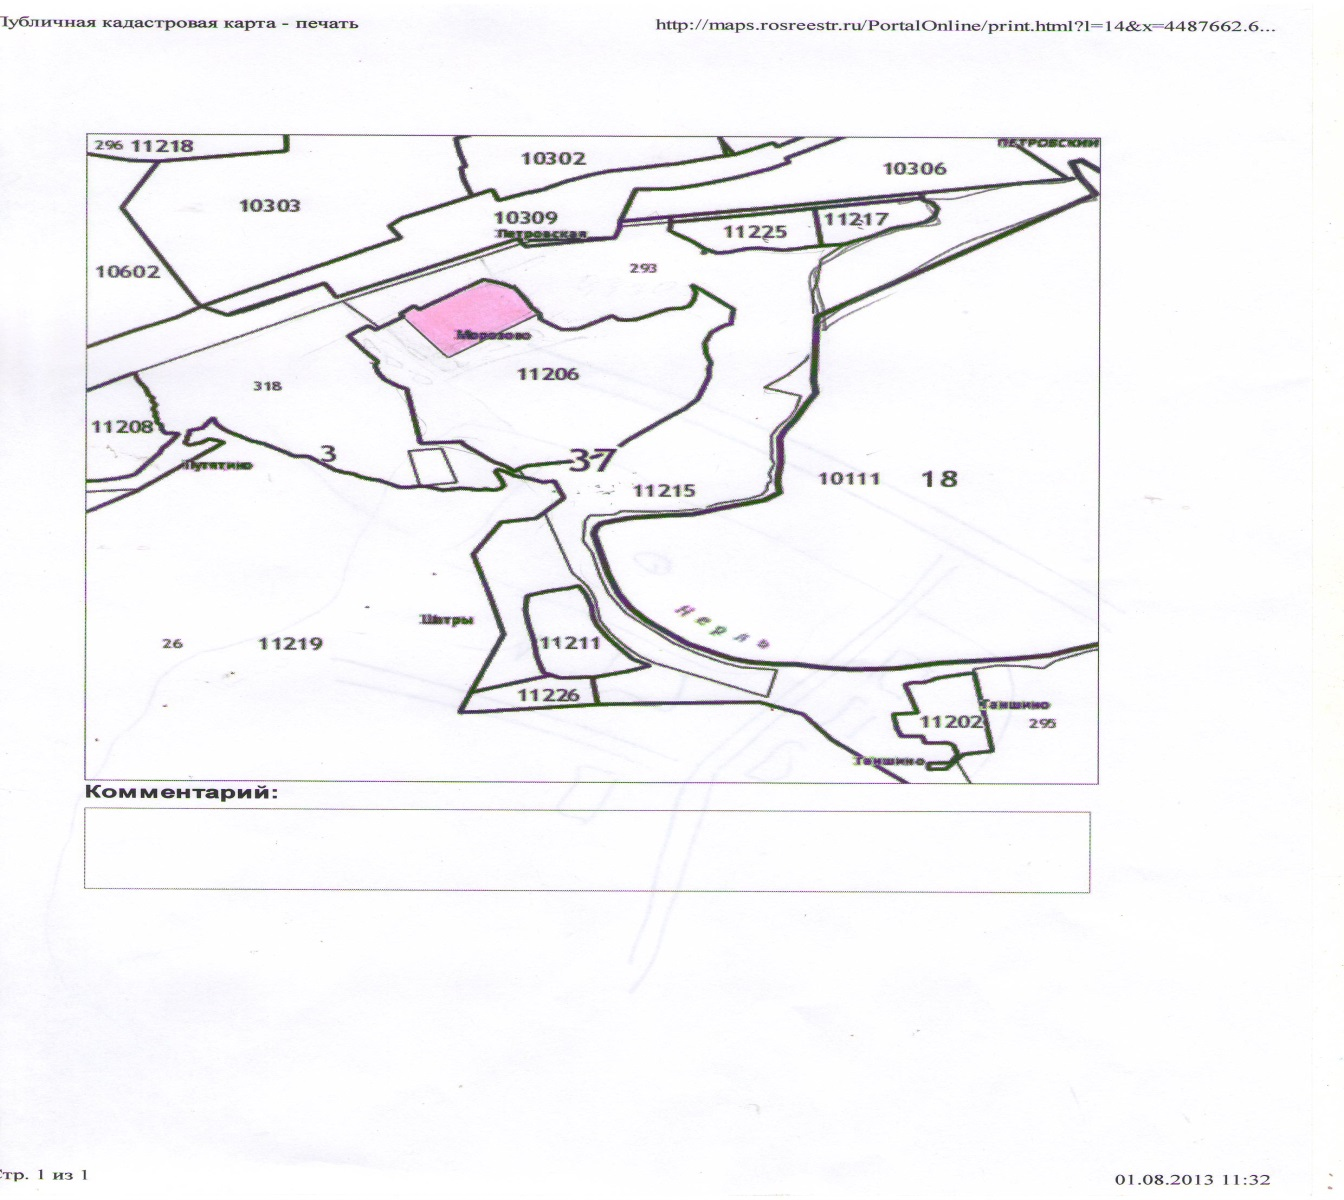 Публичная кадастровая карта - печать
http://maps.rosreestr.ru/PortalOnline/print.html?l=14&x=4487662.6...
296 11218
10302
ПЕТРОВСКИЙ
10306
10303
10309
Петровская
11225
11217
10602
293
Морозово
11206
318
11208
3
37
Путятино
11215
10111
18
Нерль
Шатры
26
11219
11211
11226
Таншино
11202
295
Таншино
Комментарий:
Стр. 1 из 1
01.08.2013 11:32